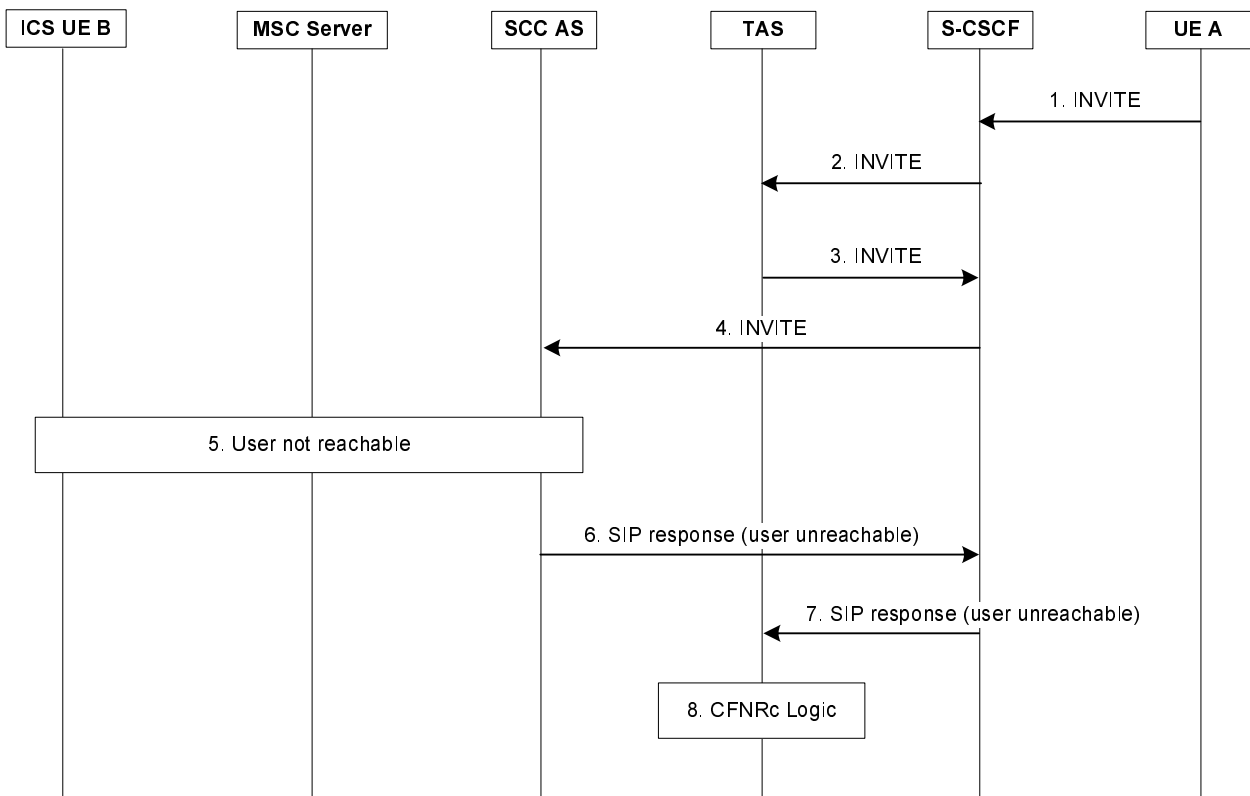 ICS UE B
MSC Server
SCC AS
TAS
S-CSCF
UE A
1. INVITE
2. INVITE
3. INVITE
4. INVITE
5. User not reachable
6. SIP response (user unreachable)
7. SIP response (user unreachable)
8. CFNRc Logic